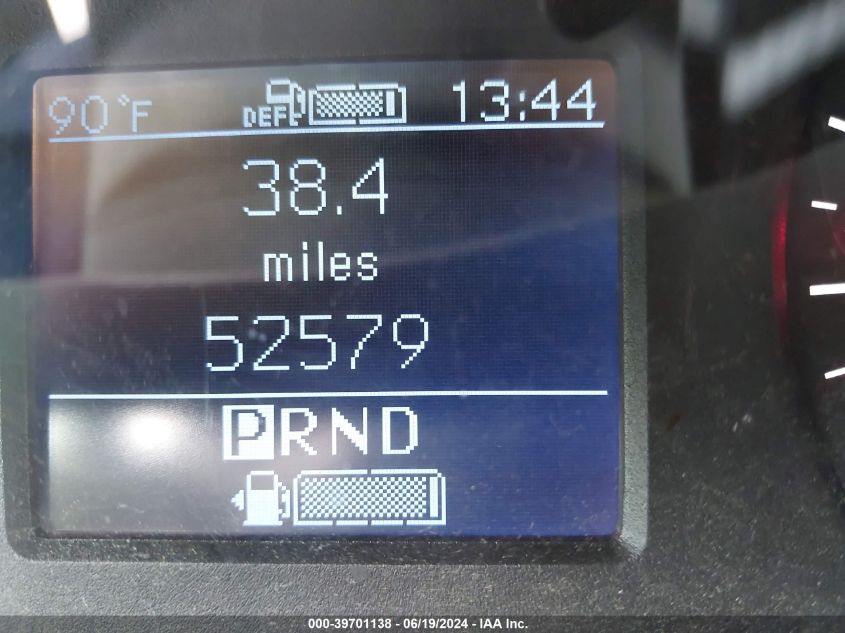 90°F DEF 13:44
38.4
miles
52579
PRND
000-39701138 - 06/19/2024 - IAA Inc.